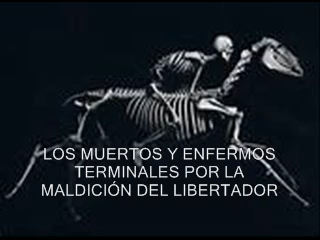 LOS MUERTOS Y ENFERMOS
TERMINALES POR LA
MALDICIÓN DEL LIBERTADOR